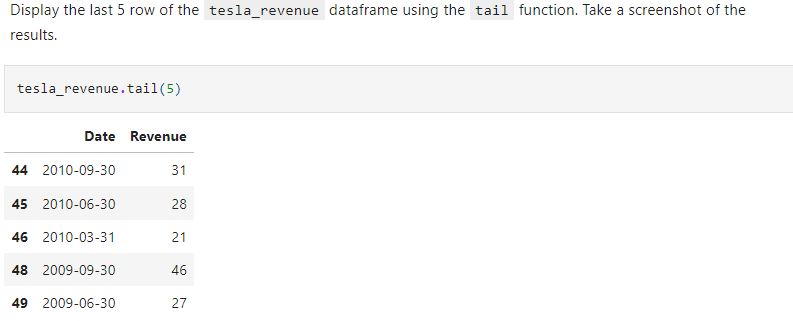 Display the last 5 row of the tesla_revenue dataframe using the tail function. Take a screenshot of the
results.
tesla_revenue.tail(5)
Date Revenue
44 2010-09-30 31
45 2010-06-30 28
46 2010-03-31 21
48 2009-09-30 46
49 2009-06-30 27